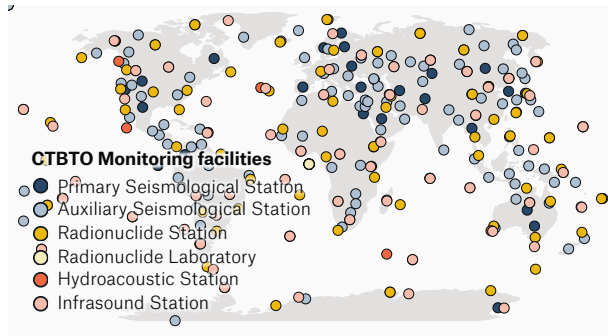 CTBTO Monitoring facilities
Primary Seismological Station
Auxiliary Seismological Station
Radionuclide Station
Radionuclide Laboratory
Hydroacoustic Station
Infrasound Station